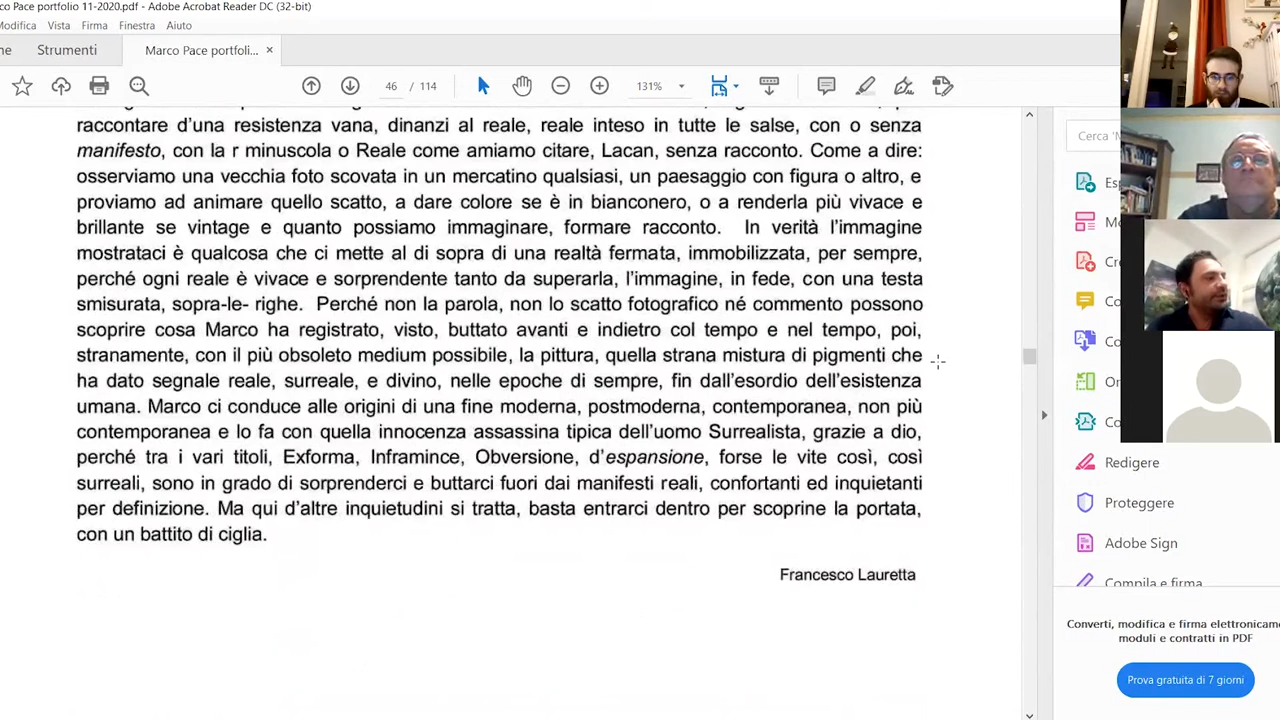 co Pace portfolio 11-2020.pdf - Adobe Acrobat Reader DC (32-bit)
Modifica Vista Firma Finestra Aiuto
ne Strumenti Marco Pace portfoli... ×
46 / 114 131%
raccontare d’una resistenza vana, dinanzi al reale, reale inteso in tutte le salse, con o senza
manifesto, con la r minuscola o Reale come amiamo citare, Lacan, senza racconto. Come a dire:
osserviamo una vecchia foto scovata in un mercatino qualsiasi, un paesaggio con figura o altro, e
proviamo ad animare quello scatto, a dare colore se è in bianconero, o a renderla più vivace e
brillante se vintage e quanto possiamo immaginare, formare racconto. In verità l’immagine
mostrataci è qualcosa che ci mette al di sopra di una realtà fermata, immobilizzata, per sempre,
perché ogni reale è vivace e sorprendente tanto da superarla, l’immagine, in fede, con una testa
smisurata, sopra-le- righe. Perché non la parola, non lo scatto fotografico né commento possono
scoprire cosa Marco ha registrato, visto, buttato avanti e indietro col tempo e nel tempo, poi,
stranamente, con il più obsoleto medium possibile, la pittura, quella strana mistura di pigmenti che
ha dato segnale reale, surreale, e divino, nelle epoche di sempre, fin dall’esordio dell’esistenza
umana. Marco ci conduce alle origini di una fine moderna, postmoderna, contemporanea, non più
contemporanea e lo fa con quella innocenza assassina tipica dell’uomo Surrealista, grazie a dio,
perché tra i vari titoli, Exforma, Inframince, Obversione, d’espansione, forse le vite così, così
surreali, sono in grado di sorprenderci e buttarci fuori dai manifesti reali, confortanti ed inquietanti
per definizione. Ma qui d’altre inquietudini si tratta, basta entrarci dentro per scoprine la portata,
con un battito di ciglia.
Francesco Lauretta
Cerca '
Es
Mo
Cre
Co
Co
Or
Co
Redigere
Proteggere
Adobe Sign
Compila e firma
Converti, modifica e firma elettronicame
moduli e contratti in PDF
Prova gratuita di 7 giorni